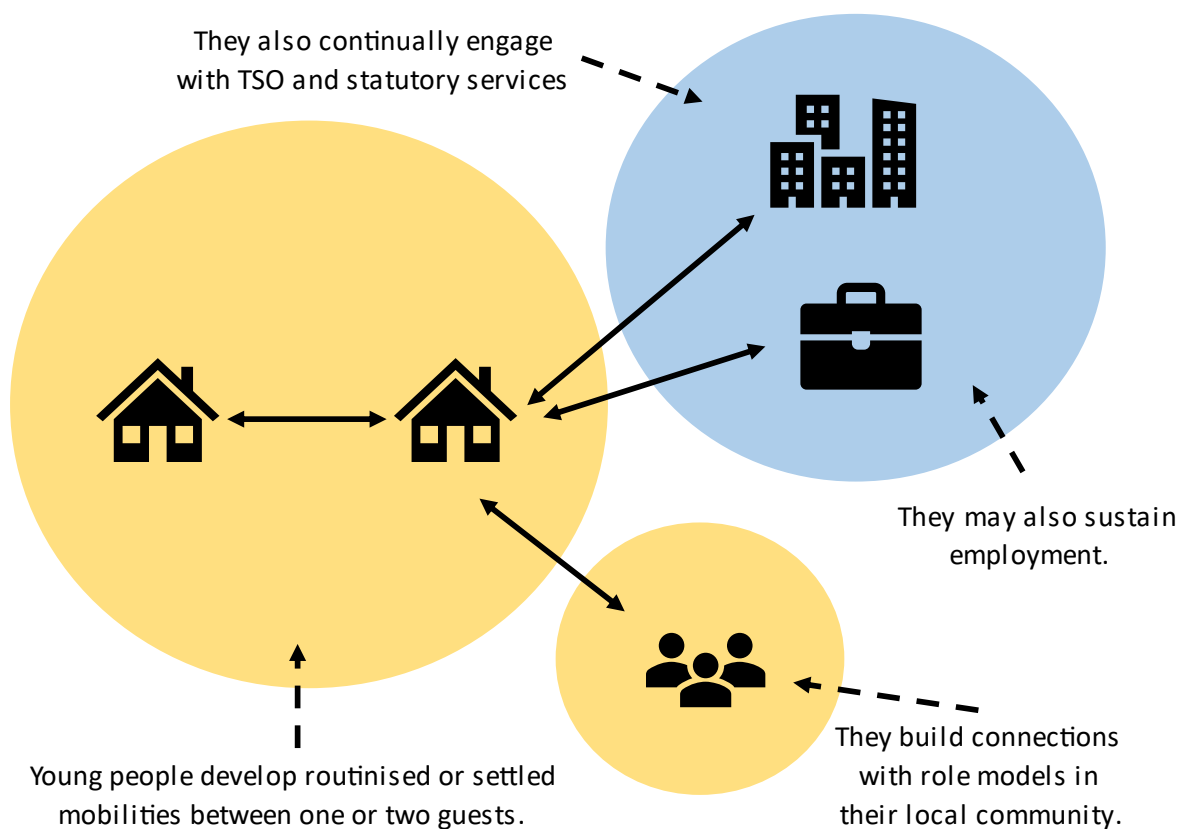 They also continually engage
with TSO and statutory services
They may also sustain
employment.
They build connections
with role models in
their local community.
Young people develop routinised or settled
mobilities between one or two guests.